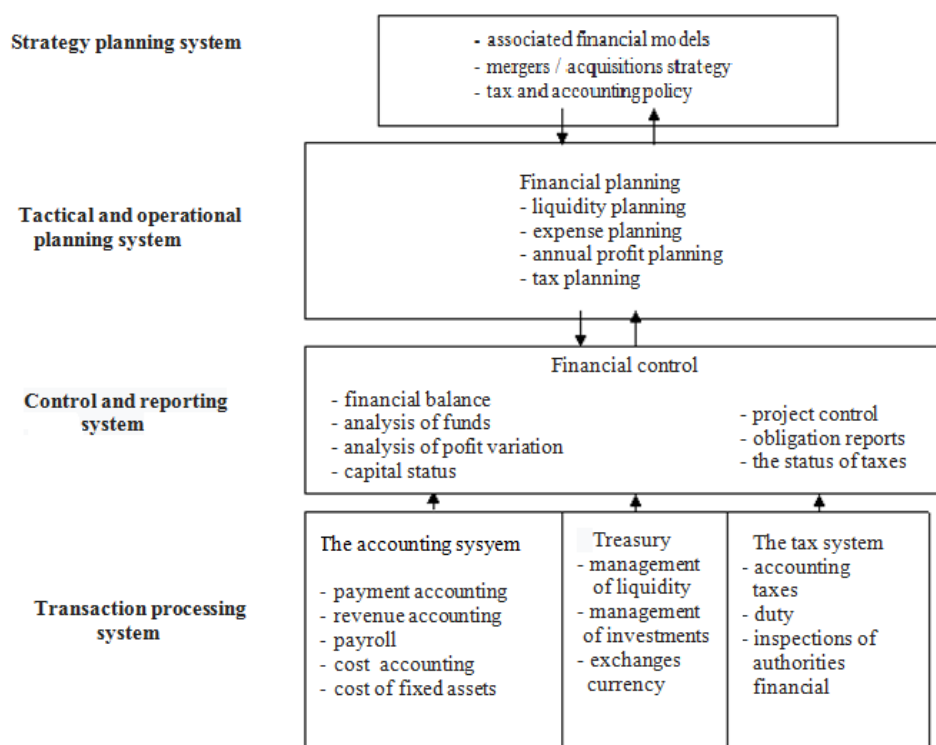 Strategy planning system
- associated financial models
- mergers / acquisitions strategy
- tax and accounting policy
Tactical and operational
planning system
Financial planning
- liquidity planning
- expense planning
- annual profit planning
- tax planning
Control and reporting
system
Financial control
- financial balance
- analysis of funds
- analysis of pofit variation
- capital status
- project control
- obligation reports
- the status of taxes
Transaction processing
system
The accounting sysyem
- payment accounting
- revenue accounting
- payroll
- cost accounting
- cost of fixed assets
Treasury
- management
of liquidity
- management
of investments
- exchanges
currency
The tax system
- accounting
taxes
- duty
- inspections of
authorities
financial